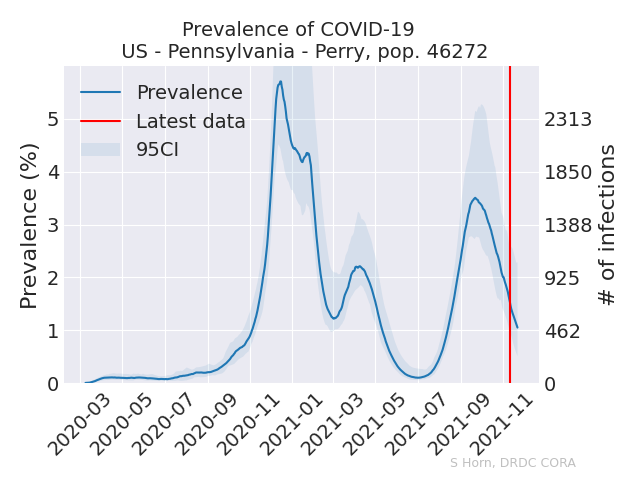 Prevalence of COVID-19
US - Pennsylvania - Perry, pop. 46272
Prevalence
Latest data
95CI
Prevalence (%)
5
4
3
2
1
0
2313
1850
1388
925
462
0
# of infections
2020-03
2020-05
2020-07
2020-09
2020-11
2021-01
2021-03
2021-05
2021-07
2021-09
2021-11
S Horn, DRDC CORA